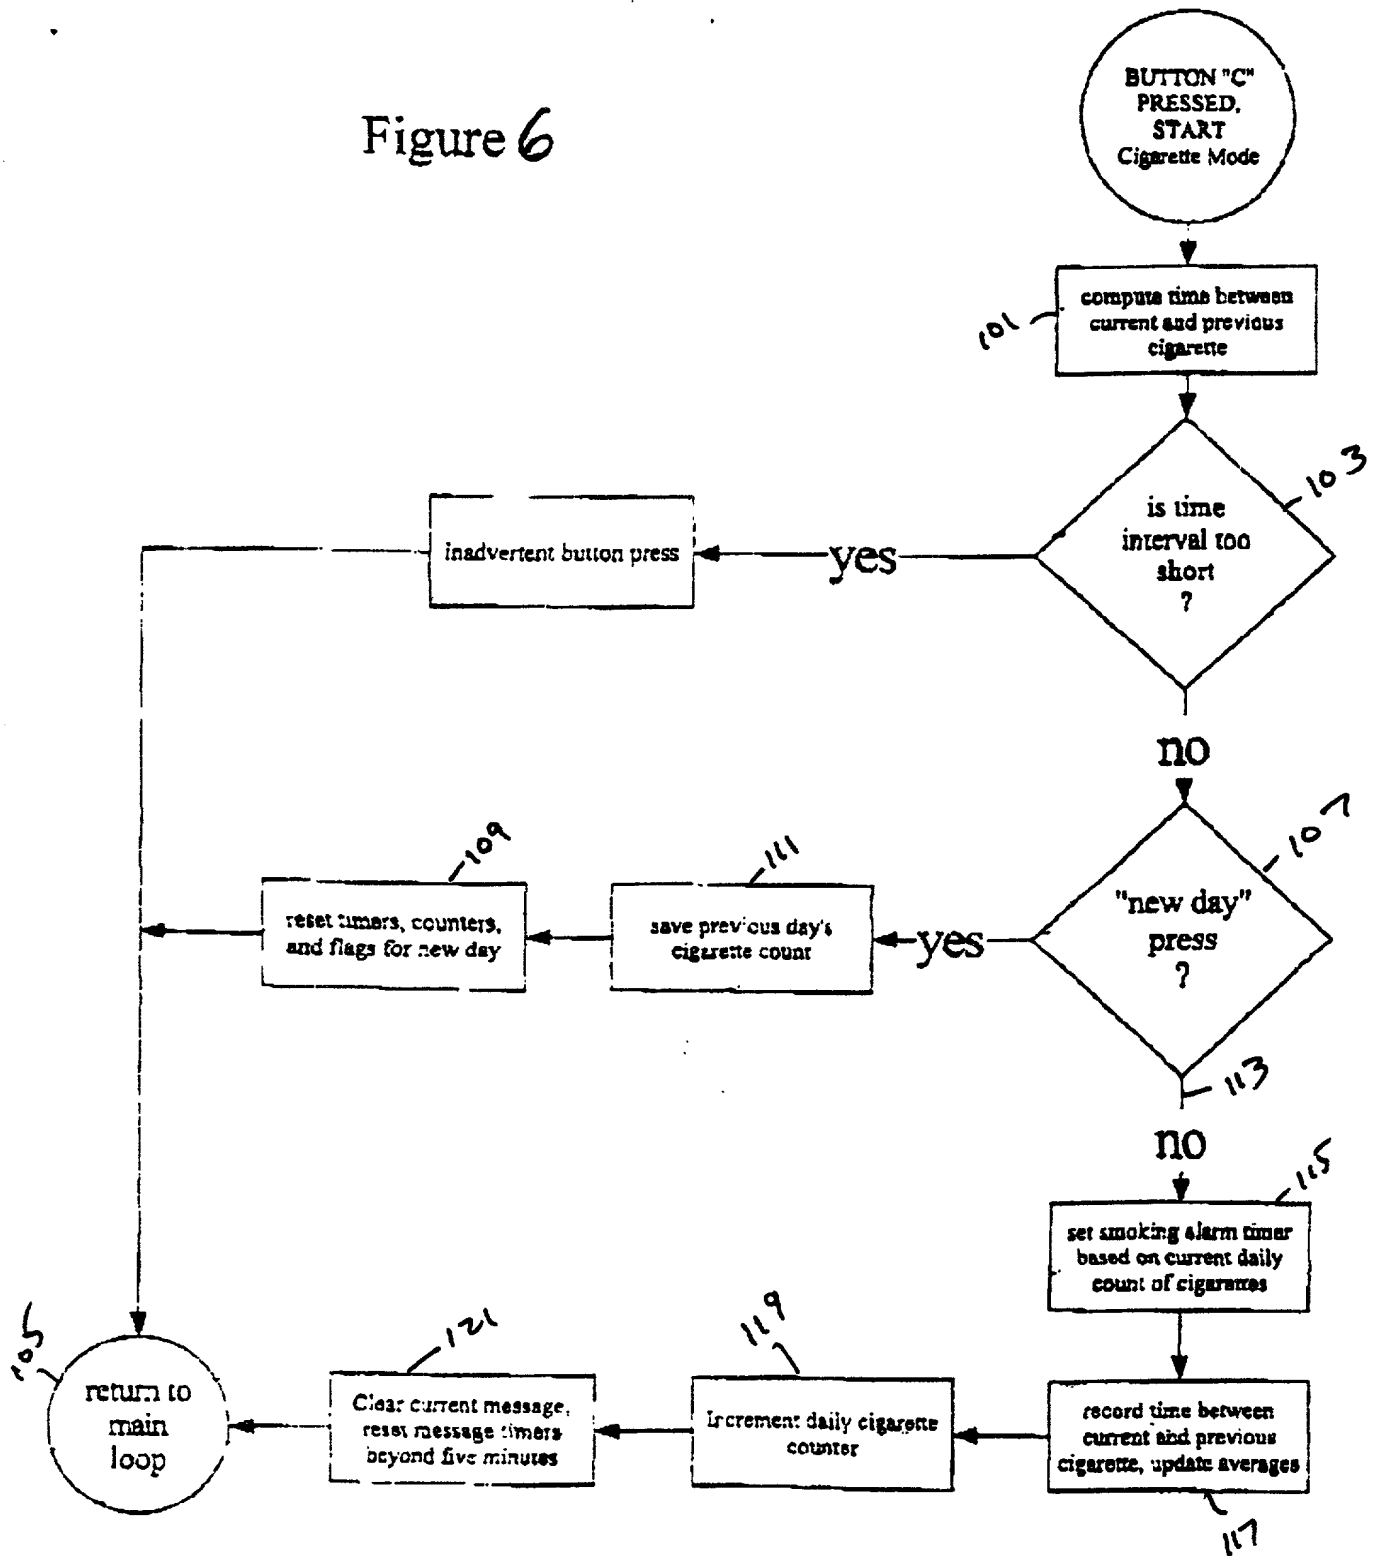 Figure 6
BUTTON "C"
PRESSED,
START
Cigarette Mode
compute time between
current and previous
cigarette
101
is time
interval too
short
?
103
yes
inadvertent button press
no
"new day"
press
?
107
yes
save previous day's
cigarette count
111
reset timers, counters,
and flags for new day
109
113
no
set smoking alarm timer
based on current daily
count of cigarettes
115
record time between
current and previous
cigarette, update averages
117
Increment daily cigarette
counter
119
Clear current message,
reset message timers
beyond five minutes
121
return to
main
loop
105